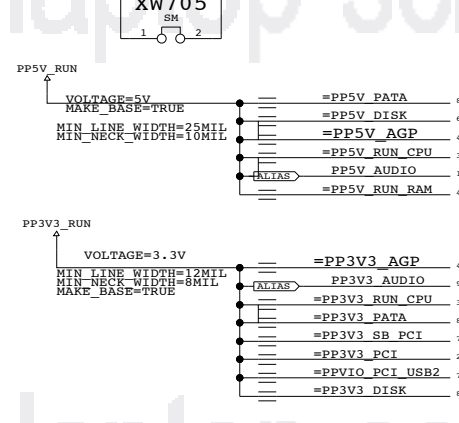 XW705
SM
1 2
PP5V_RUN
VOLTAGE=5V
MAKE_BASE=TRUE
MIN_LINE_WIDTH=25MIL
MIN_NECK_WIDTH=10MIL
=PP5V_PATA
=PP5V_DISK
=PP5V_AGP
=PP5V_RUN_CPU
ALIAS PP5V_AUDIO
=PP5V_RUN_RAM
PP3V3_RUN
VOLTAGE=3.3V
MIN_LINE_WIDTH=12MIL
MIN_NECK_WIDTH=8MIL
MAKE_BASE=TRUE
=PP3V3_AGP
ALIAS PP3V3_AUDIO
=PP3V3_RUN_CPU
=PP3V3_PATA
=PP3V3_SB_PCI
=PP3V3_PCI
=PPVIO_PCI_USB2
=PP3V3_DISK